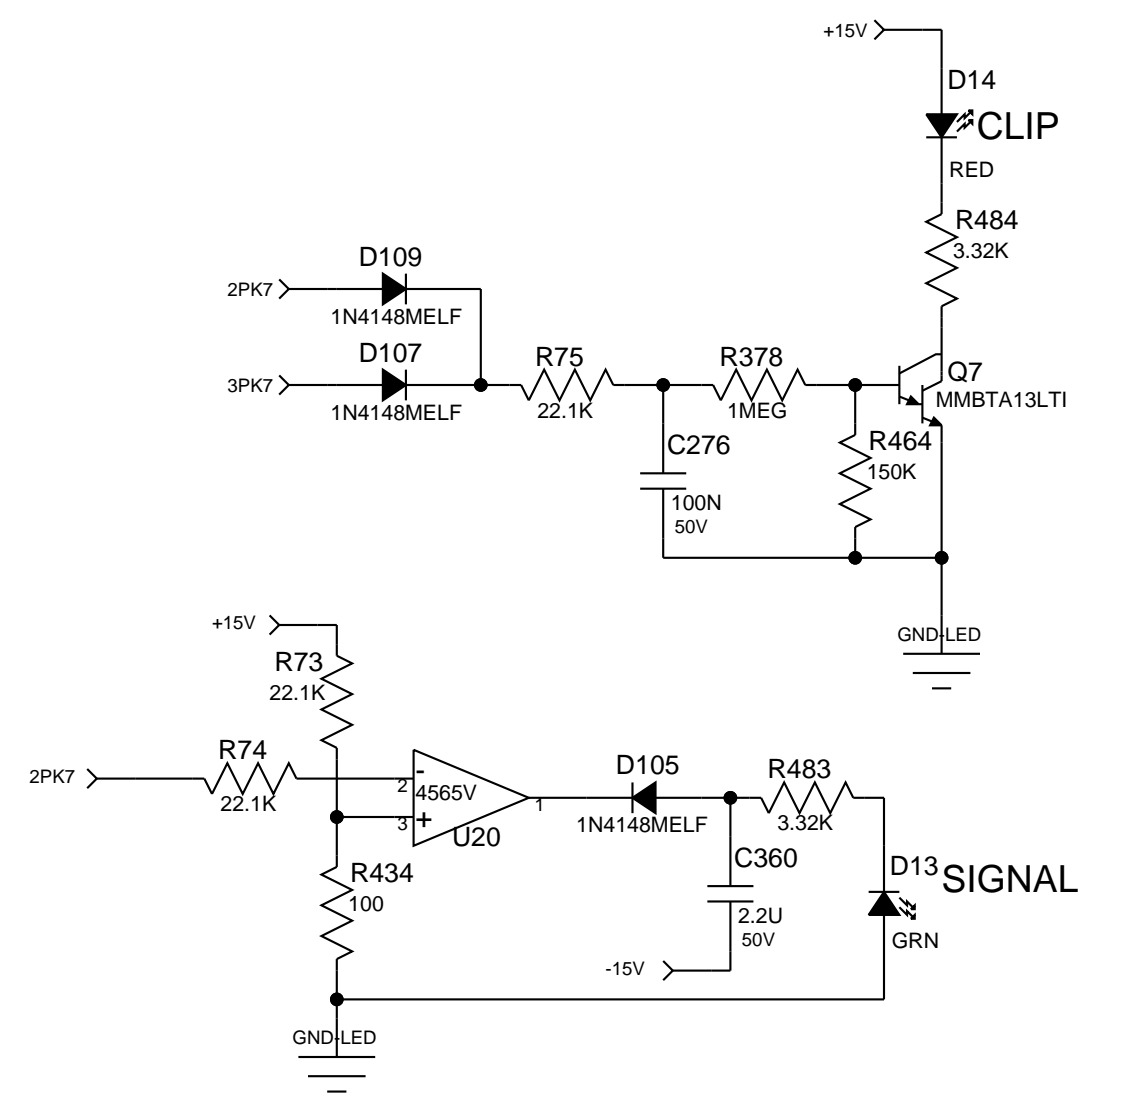 +15V
D14
CLIP
RED
R484
3.32K
D109
2PK7
1N4148MELF
D107
3PK7
1N4148MELF
R75
22.1K
R378
1MEG
Q7
MMBTA13LTI
C276
100N
50V
R464
150K
GND-LED
+15V
R73
22.1K
2PK7
R74
22.1K
2
-
4565V
3
+
U20
1
D105
1N4148MELF
R483
3.32K
C360
2.2U
50V
-15V
D13
SIGNAL
GRN
R434
100
GND-LED